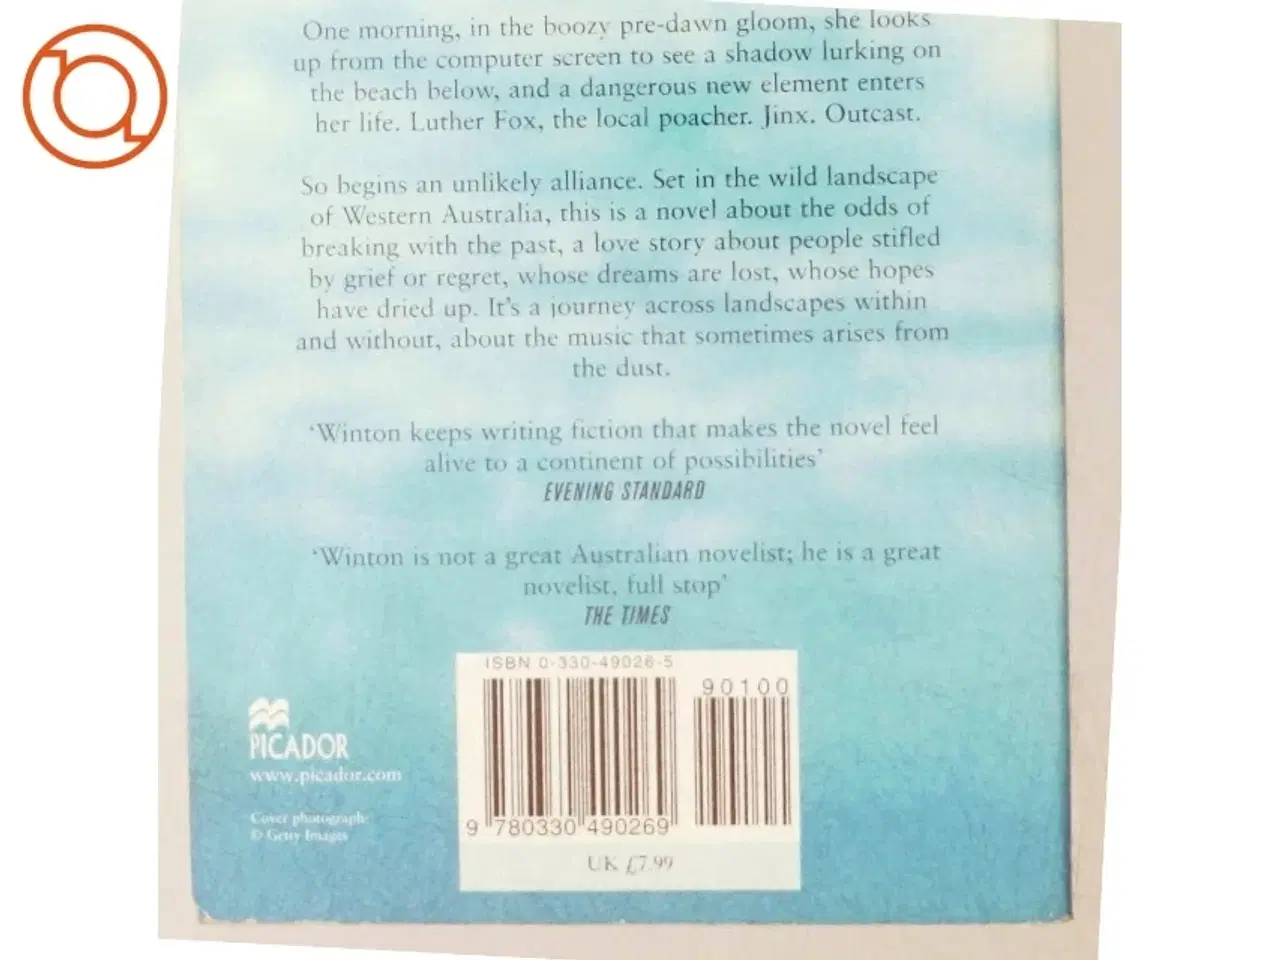 One morning, in the boozy pre-dawn gloom, she looks
up from the computer screen to see a shadow lurking on
the beach below, and a dangerous new element enters
her life. Luther Fox, the local poacher. Jinx. Outcast.
So begins an unlikely alliance. Set in the wild landscape
of Western Australia, this is a novel about the odds of
breaking with the past, a love story about people stifled
by grief or regret, whose dreams are lost, whose hopes
have dried up. It's a journey across landscapes within
and without, about the music that sometimes arises from
the dust.
'Winton keeps writing fiction that makes the novel feel
alive to a continent of possibilities'
EVENING STANDARD
'Winton is not a great Australian novelist; he is a great
novelist, full stop'
THE TIMES
ISBN 0-330-49026-5
90100
9 780330 490269
UK £7.99
PICADOR
www.picador.com
Cover photograph
© Getty Images